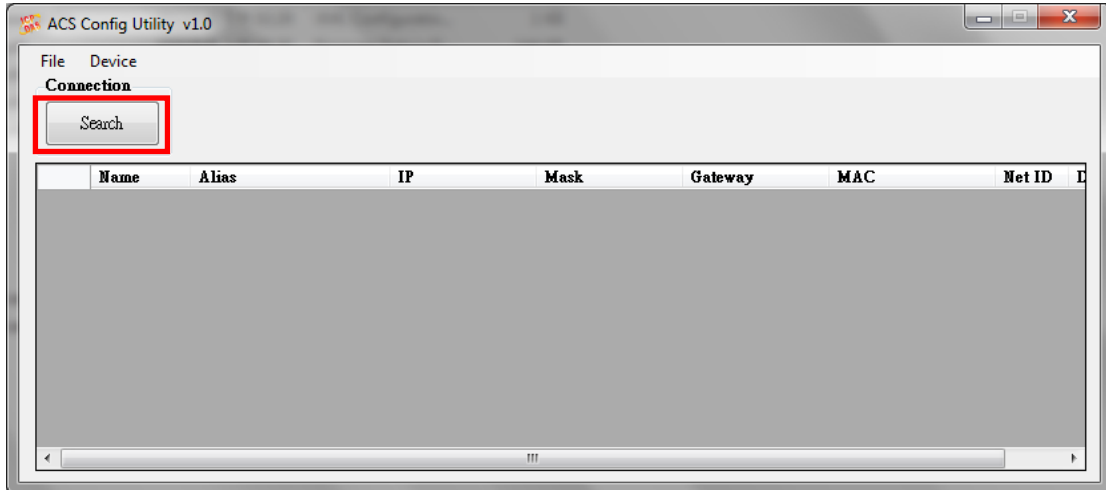 ACS Config Utility v1.0
File Device
Connection
Search
Name Alias IP Mask Gateway MAC Net ID D